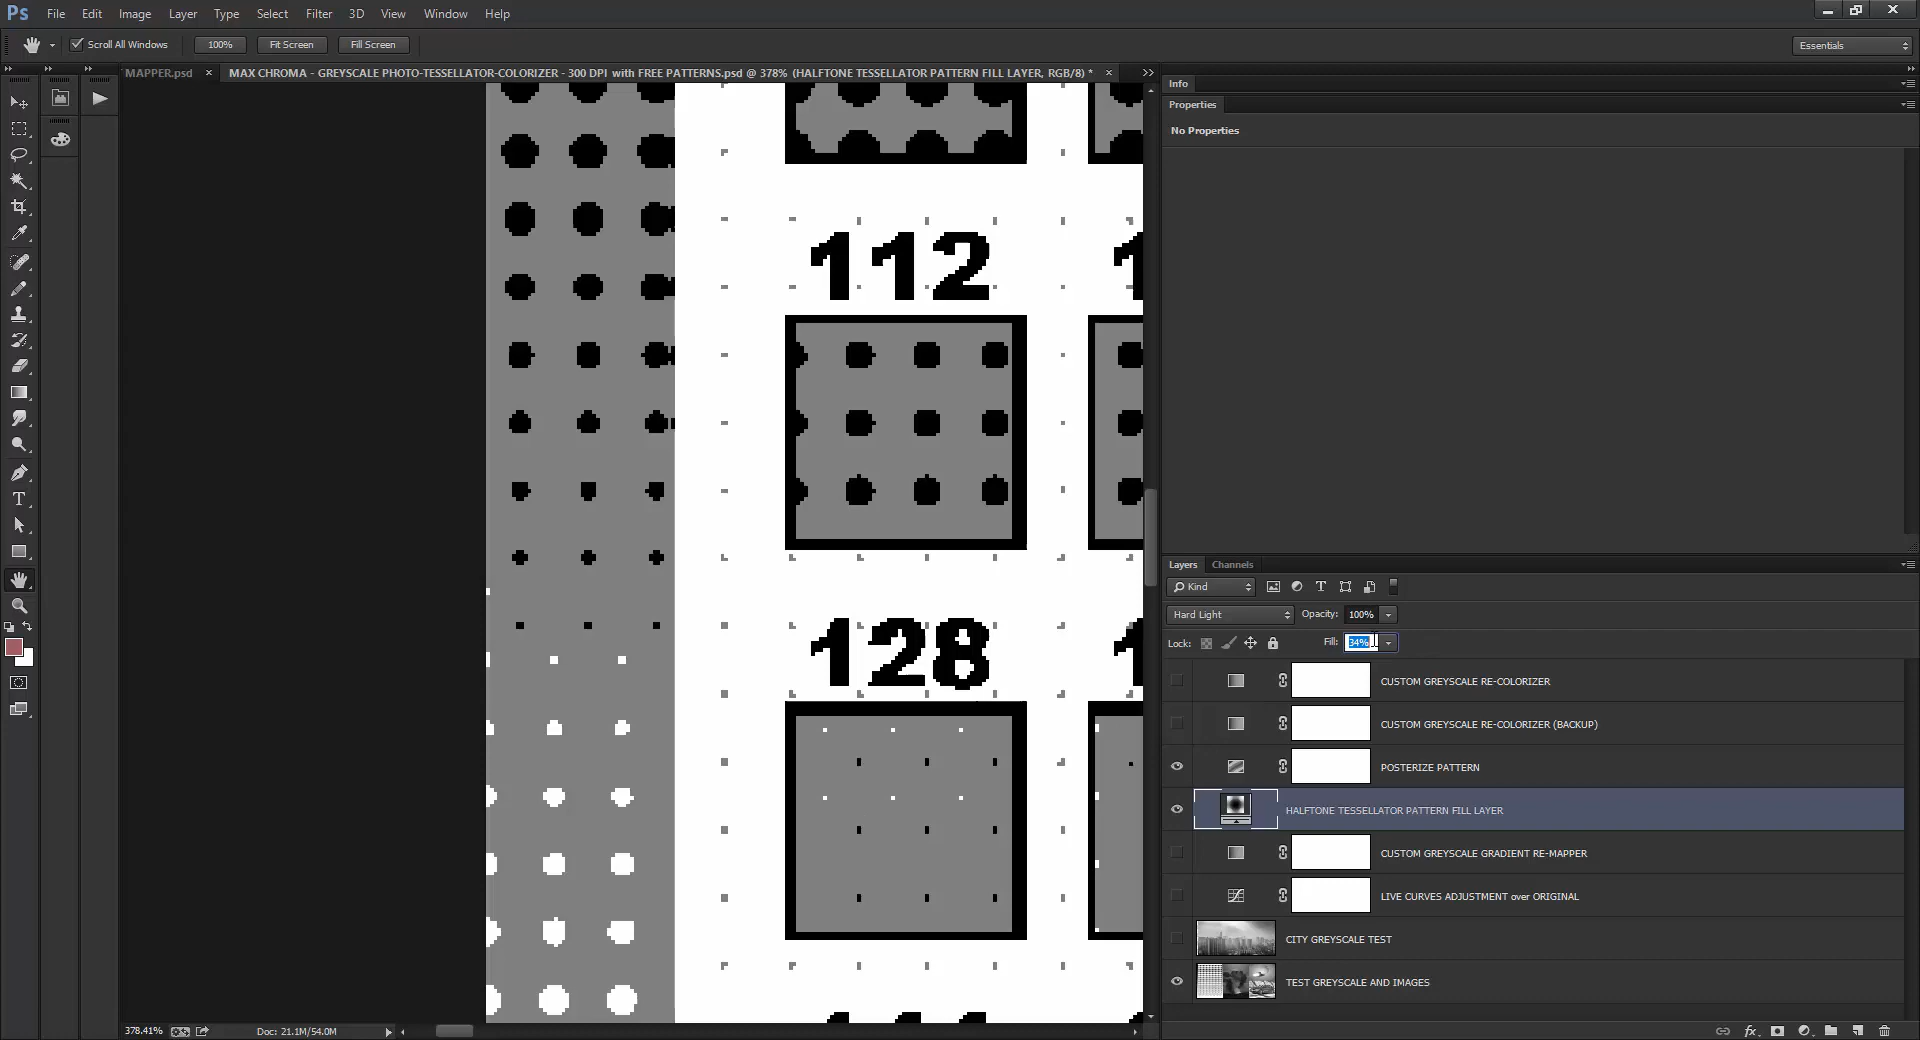 Ps File Edit Image Layer Type Select Filter 3D View Window Help
Scroll All Windows 100% Fit Screen Fill Screen Essentials
MAPPER.psd × MAX CHROMA - GREYSCALE PHOTO-TESSELLATOR-COLORIZER - 300 DPI with FREE PATTERNS.psd @ 378% (HALFTONE TESSELLATOR PATTERN FILL LAYER, RGB/8) * ×
Info
Properties
No Properties
112
128
Layers Channels
Kind
Hard Light Opacity: 100%
Lock: Fill: 34%
CUSTOM GREYSCALE RE-COLORIZER
CUSTOM GREYSCALE RE-COLORIZER (BACKUP)
POSTERIZE PATTERN
HALFTONE TESSELLATOR PATTERN FILL LAYER
CUSTOM GREYSCALE GRADIENT RE-MAPPER
LIVE CURVES ADJUSTMENT over ORIGINAL
CITY GREYSCALE TEST
TEST GREYSCALE AND IMAGES
378.41% Doc: 21.1M/54.0M
fx